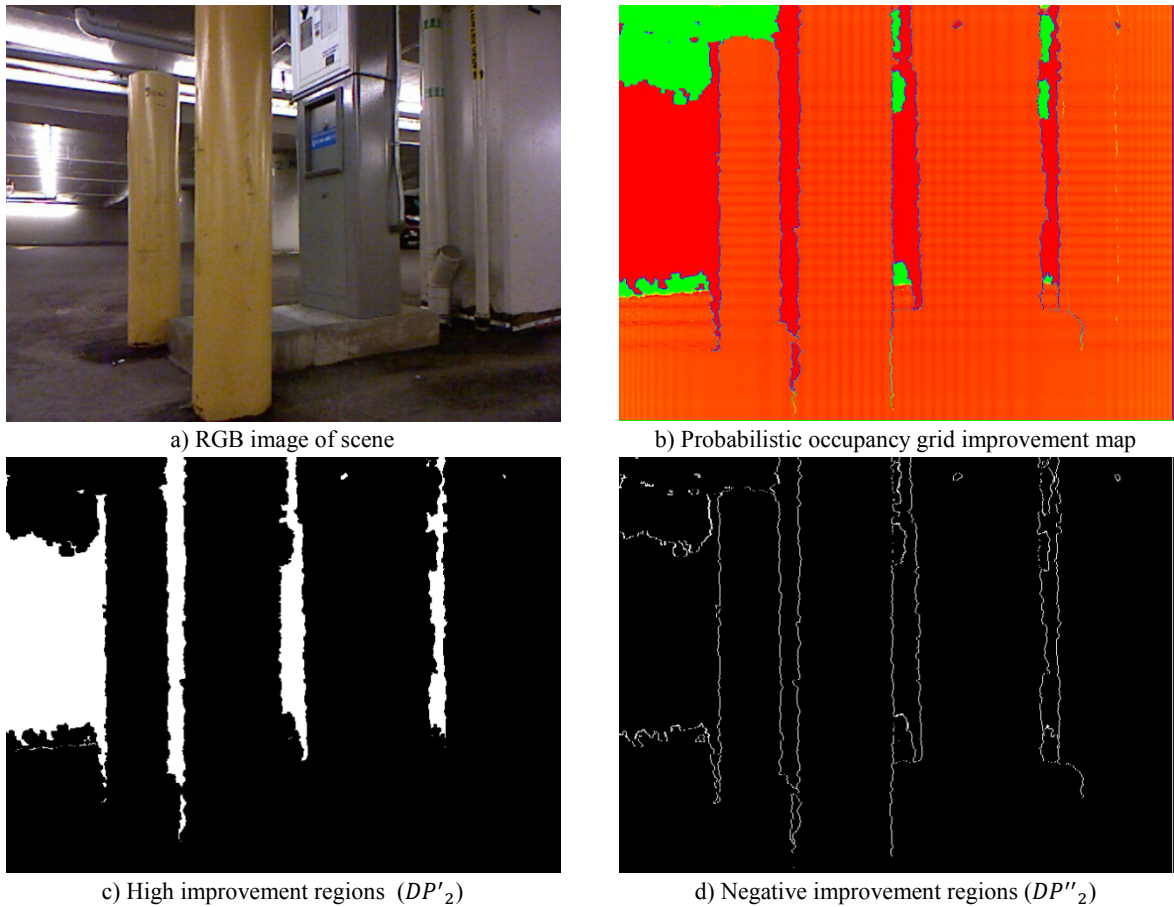 a) RGB image of scene
b) Probabilistic occupancy grid improvement map
c) High improvement regions (𝐷𝑃′₂)
d) Negative improvement regions (𝐷𝑃′′₂)